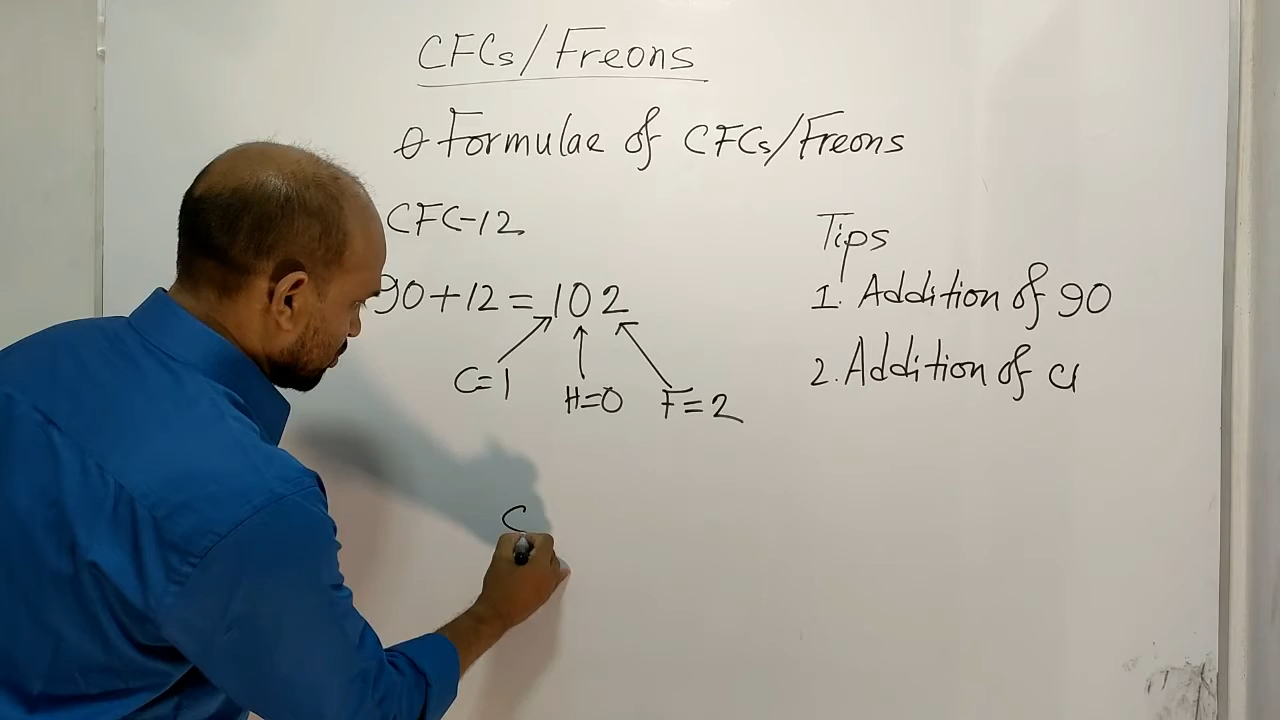 CFCs/Freons
Formulae of CFCs/Freons
CFC-12
90+12=102
C=1
H=0
F=2
Tips
1. Addition of 90
2. Addition of Cl
C